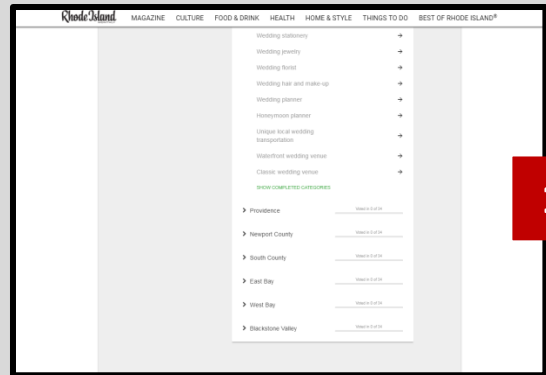 Rhode Island MAGAZINE CULTURE FOOD & DRINK HEALTH HOME & STYLE THINGS TO DO BEST OF RHODE ISLAND®
Wedding stationery
Wedding jewelry
Wedding florist
Wedding hair and make-up
Wedding planner
Honeymoon planner
Unique local wedding
transportation
Waterfront wedding venue
Classic wedding venue
SHOW COMPLETED CATEGORIES
Providence
Newport County
South County
East Bay
West Bay
Blackstone Valley